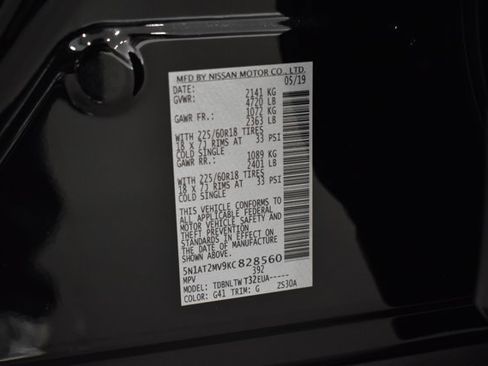 MFD BY NISSAN MOTOR CO., LTD.
DATE: 05/19
GVWR: 2141 KG
4720 LB
GAWR FR.: 1072 KG
2363 LB
WITH 225/60R18 TIRES
18 x 7J RIMS AT 33 PSI
COLD SINGLE
GAWR RR.: 1089 KG
2401 LB
WITH 225/60R18 TIRES
18 x 7J RIMS AT 33 PSI
COLD SINGLE
THIS VEHICLE CONFORMS TO
ALL APPLICABLE FEDERAL
MOTOR VEHICLE SAFETY AND
THEFT PREVENTION
STANDARDS IN EFFECT ON
THE DATE OF MANUFACTURE
SHOWN ABOVE.
5N1AT2MV9KC828560
MPV 392
MODEL: TDBNLTWT32EUA-----
COLOR: G41 TRIM: G ZS30A